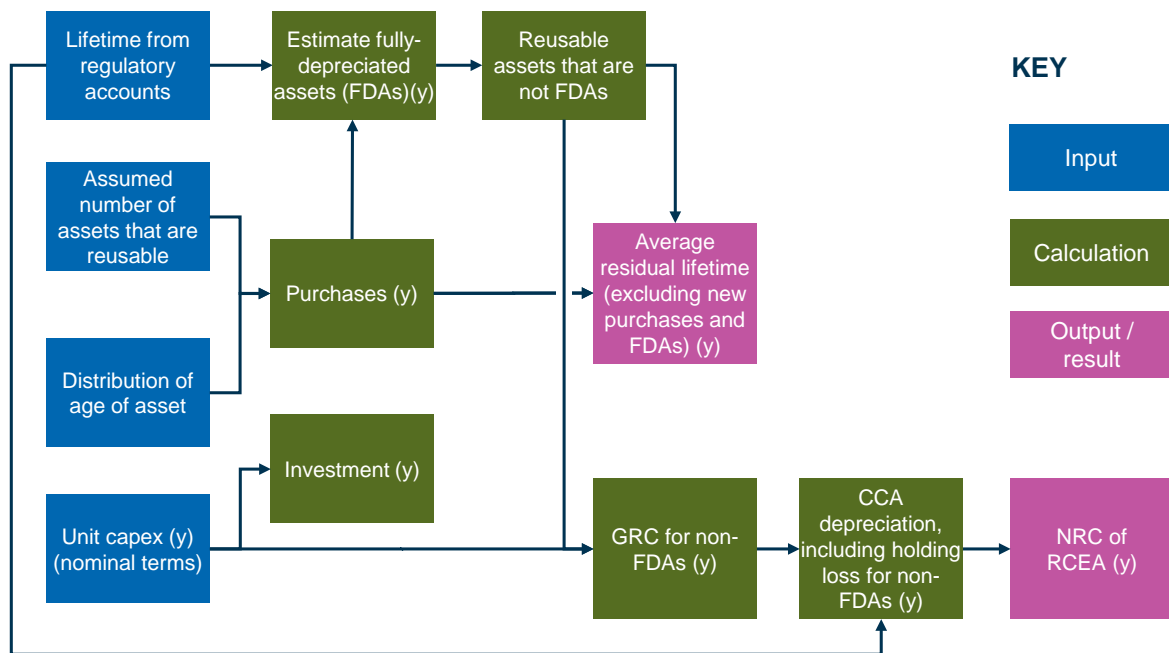 Lifetime from
regulatory
accounts
Estimate fully-
depreciated
assets (FDAs)(y)
Reusable
assets that are
not FDAs
KEY
Input
Assumed
number of
assets that are
reusable
Purchases (y)
Average
residual lifetime
(excluding new
purchases and
FDAs) (y)
Calculation
Output /
result
Distribution of
age of asset
Investment (y)
Unit capex (y)
(nominal terms)
GRC for non-
FDAs (y)
CCA
depreciation,
including holding
loss for non-
FDAs (y)
NRC of
RCEA (y)